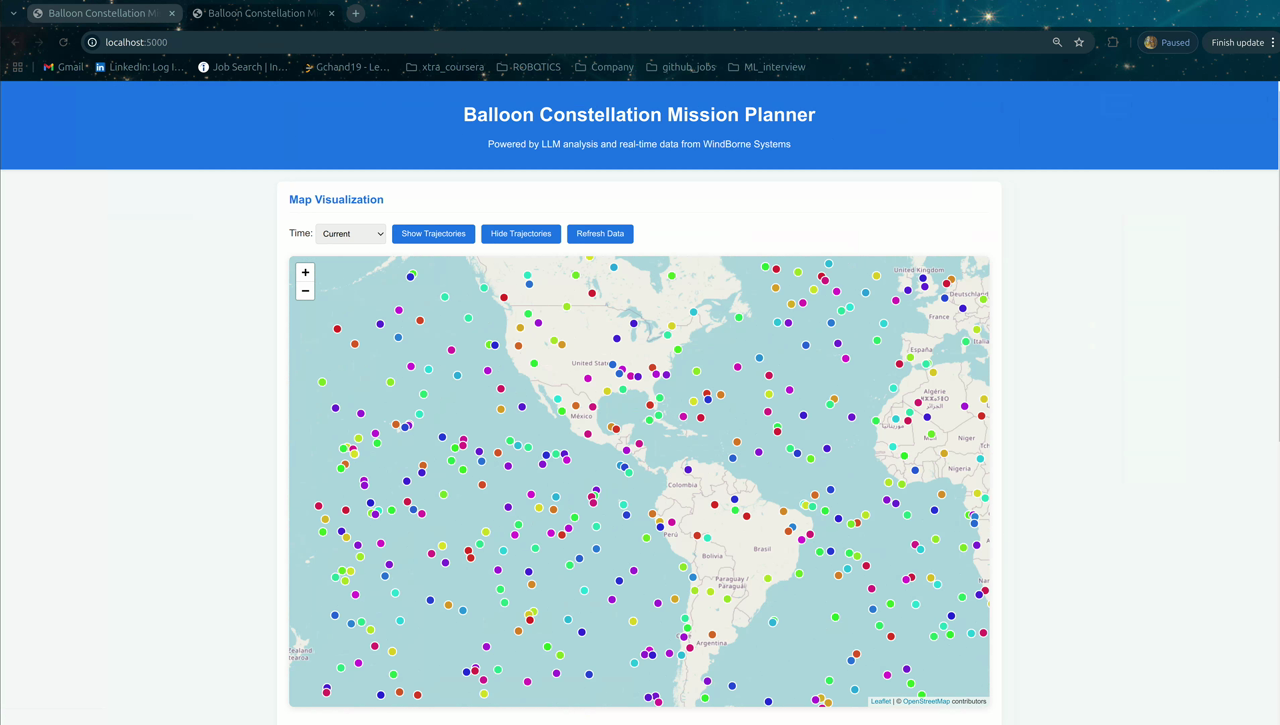 Balloon Constellation Mi
Balloon Constellation M
localhost:5000
Paused
Finish update
Gmail
LinkedIn: Log I...
Job Search | In...
Gchand19 - Le...
xtra_coursera
ROBOTICS
Company
github_jobs
ML_interview
Balloon Constellation Mission Planner
Powered by LLM analysis and real-time data from WindBorne Systems
Map Visualization
Time: Current Show Trajectories Hide Trajectories Refresh Data
+
−
United Kingdom
Deutschland
France
Italia
España
United States
México
Algérie
الجزائر
Mali
Niger
Nigeria
Colombia
Perú
Brasil
Bolivia
Paraguay /
Paraguái
Argentina
Zealand
Leaflet | © OpenStreetMap contributors